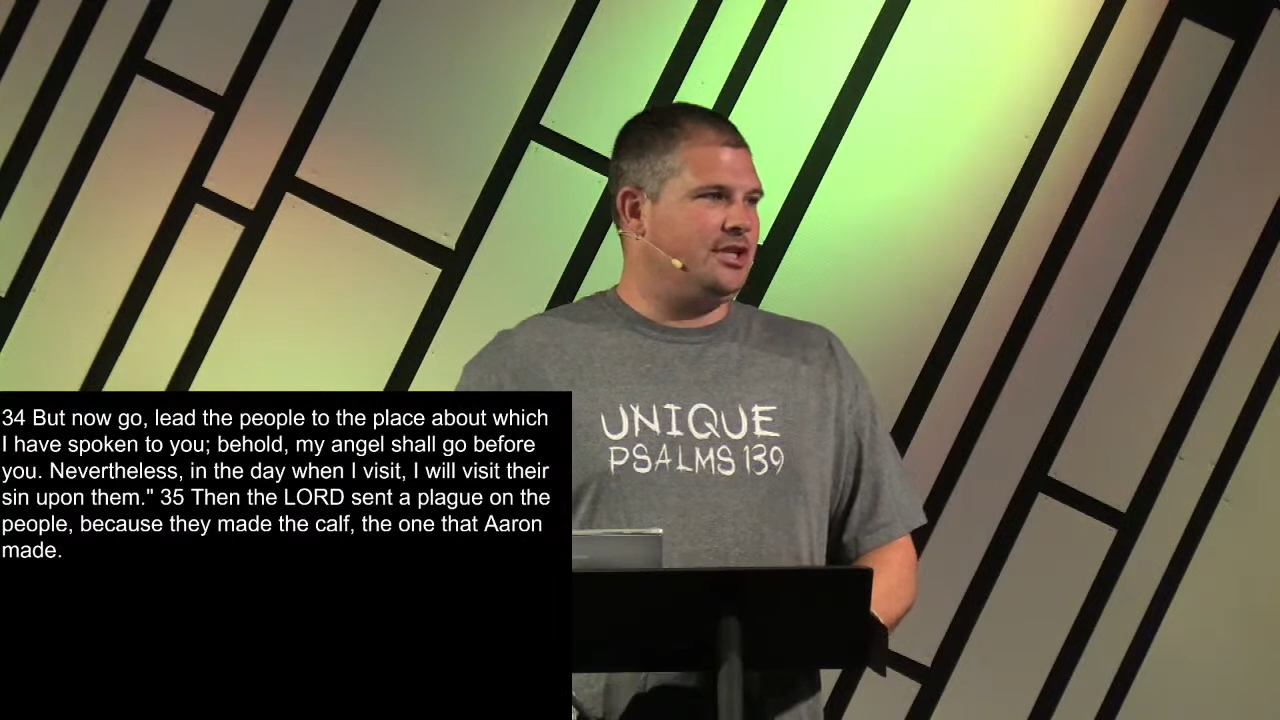 34 But now go, lead the people to the place about which
I have spoken to you; behold, my angel shall go before
you. Nevertheless, in the day when I visit, I will visit their
sin upon them." 35 Then the LORD sent a plague on the
people, because they made the calf, the one that Aaron
made.
UNIQUE
PSALMS 139